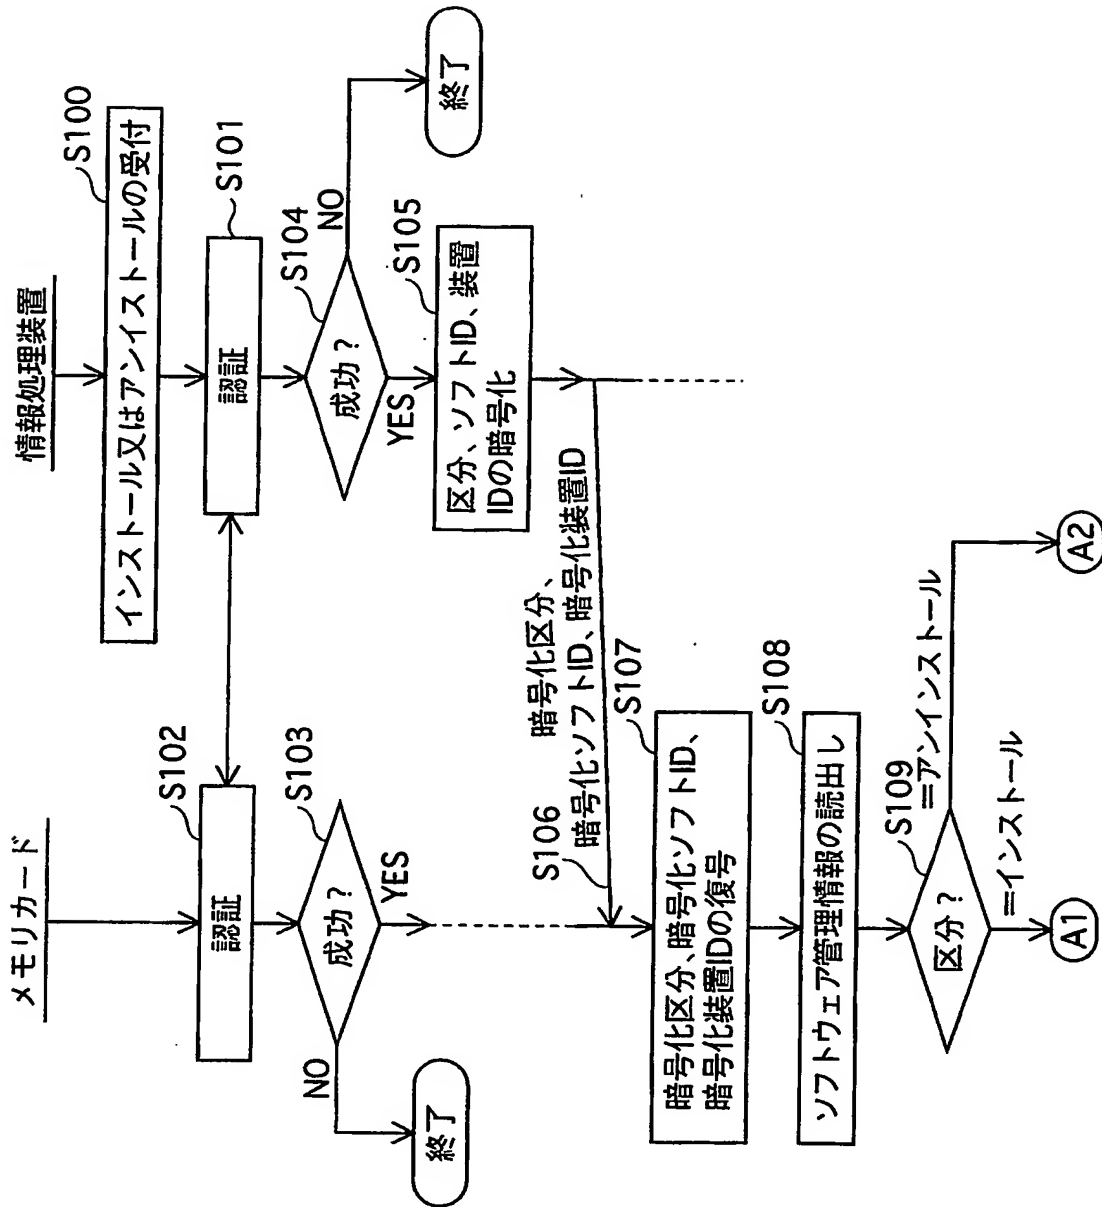 メモリカード
情報処理装置
インストール又はアンイストールの受付
S100
認証
S102
認証
S101
成功？
S103
NO
YES
終了
成功？
S104
NO
YES
終了
区分、ソフトID、装置
IDの暗号化
S105
暗号化区分、
暗号化ソフトID、暗号化装置ID
S106
暗号化区分、暗号化ソフトID、
暗号化装置IDの復号
S107
ソフトウェア管理情報の読出し
S108
区分？
S109
＝アンインストール
＝インストール
A1
A2